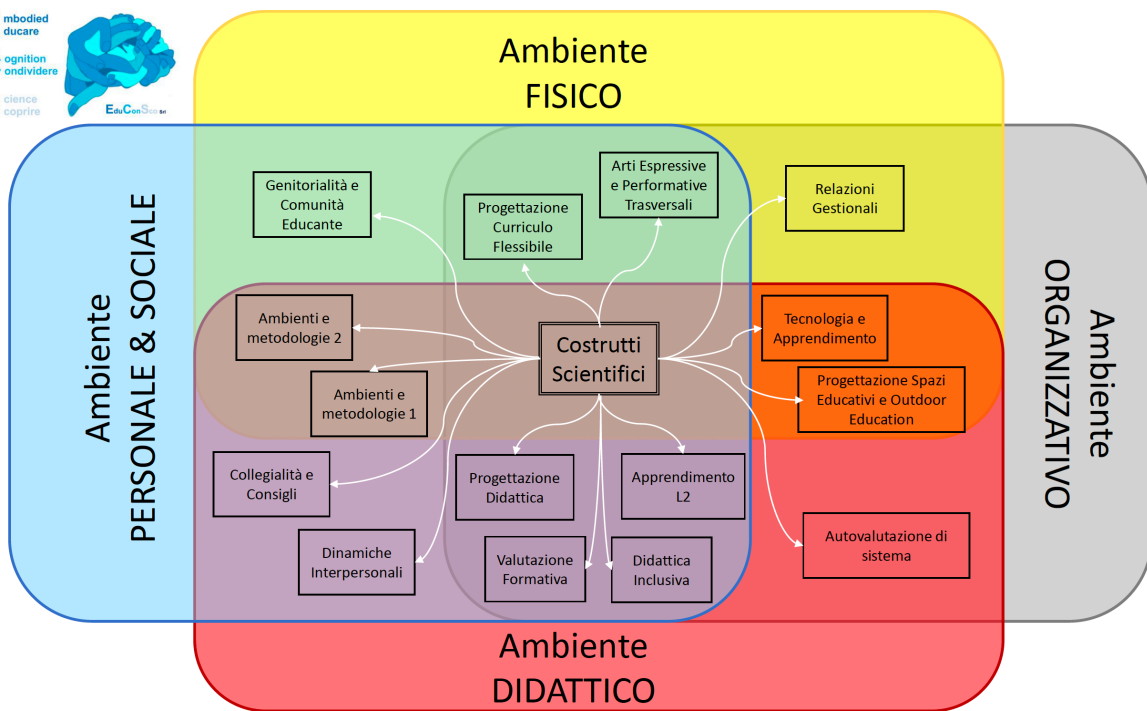 mbodied
ducare
ognition
ondividere
cience
coprire
EduConSco Srl
Ambiente
FISICO
Ambiente
PERSONALE & SOCIALE
Ambiente
ORGANIZZATIVO
Genitorialità e
Comunità
Educante
Progettazione
Curriculo
Flessibile
Arti Espressive
e Performative
Trasversali
Relazioni
Gestionali
Ambienti e
metodologie 2
Ambienti e
metodologie 1
Costrutti
Scientifici
Tecnologia e
Apprendimento
Progettazione Spazi
Educativi e Outdoor
Education
Collegialità e
Consigli
Progettazione
Didattica
Apprendimento
L2
Dinamiche
Interpersonali
Valutazione
Formativa
Didattica
Inclusiva
Autovalutazione di
sistema
Ambiente
DIDATTICO